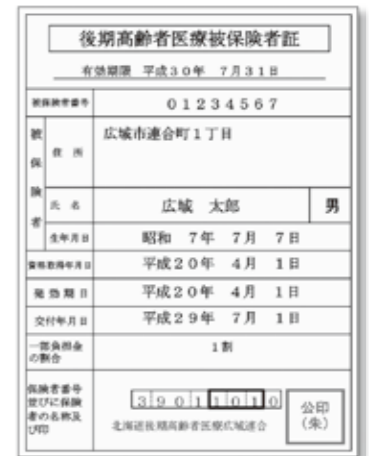 後期高齢者医療被保険者証
有効期限 平成30年 7月31日
被保険者番号 01234567
被保険者
住所 広域市連合町1丁目
氏名 広域 太郎 男
生年月日 昭和 7年 7月 7日
資格取得年月日 平成20年 4月 1日
発効期日 平成20年 4月 1日
交付年月日 平成29年 7月 1日
一部負担金
の割合 1割
保険者番号
並びに保険
者の名称及
び印
39011010
北海道後期高齢者医療広域連合
公印
(朱)